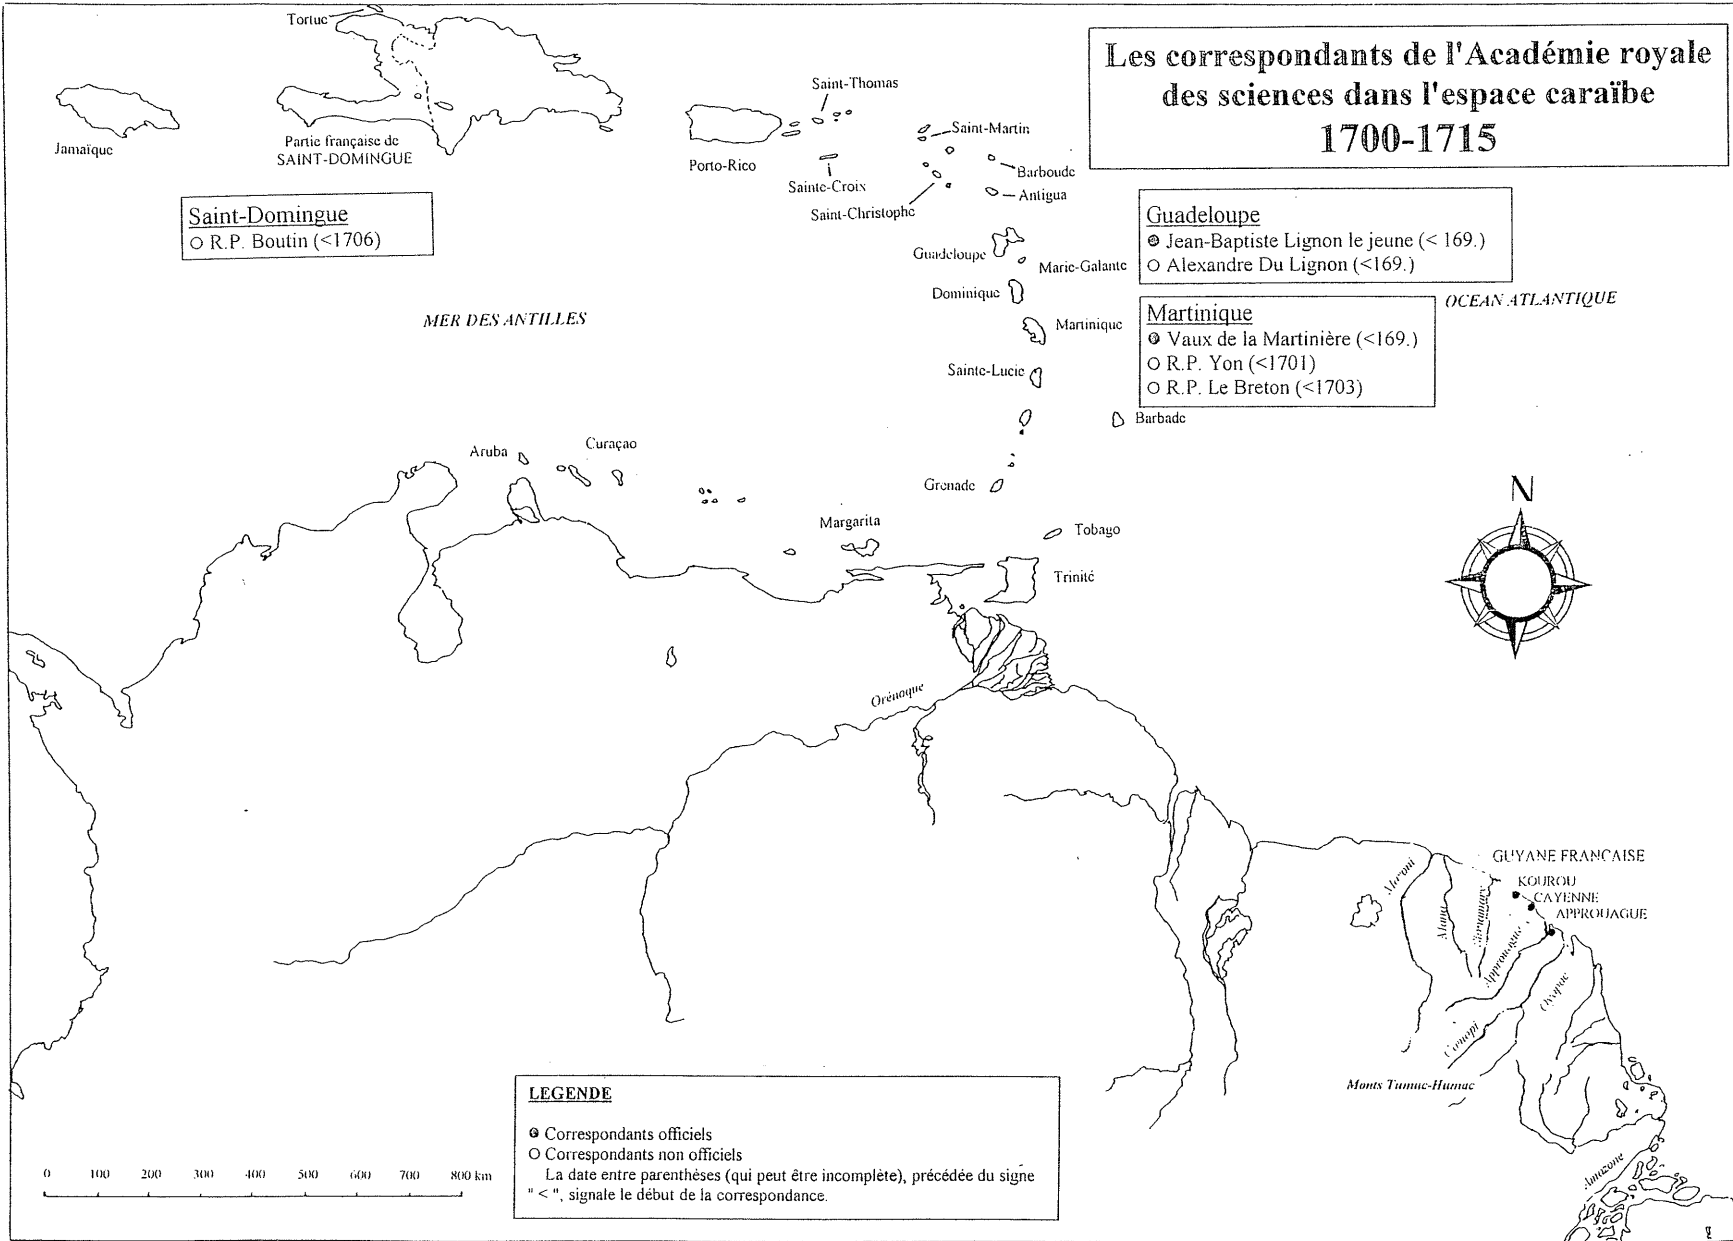 Les correspondants de l'Académie royale
des sciences dans l'espace caraïbe
1700-1715
Tortue
Jamaïque
Partie française de
SAINT-DOMINGUE
Porto-Rico
Saint-Thomas
Sainte-Croix
Saint-Martin
Barboude
Antigua
Saint-Christophe
Saint-Domingue
R.P. Boutin (<1706)
Guadeloupe
Jean-Baptiste Lignon le jeune (< 169.)
Alexandre Du Lignon (<169.)
Guadeloupe
Marie-Galante
Dominique
MER DES ANTILLES
OCEAN ATLANTIQUE
Martinique
Martinique
Vaux de la Martinière (<169.)
R.P. Yon (<1701)
R.P. Le Breton (<1703)
Sainte-Lucie
Barbade
Aruba
Curaçao
Grenade
Margarita
Tobago
Trinité
N
Orénoque
GUYANE FRANCAISE
KOUROU
CAYENNE
APPROUAGUE
Maroni
Mana
Sinnamary
Approuague
Oyapoc
Camopi
Monts Tumuc-Humac
Amazone
LEGENDE
Correspondants officiels
Correspondants non officiels
La date entre parenthèses (qui peut être incomplète), précédée du signe
" < ", signale le début de la correspondance.
0 100 200 300 400 500 600 700 800 km